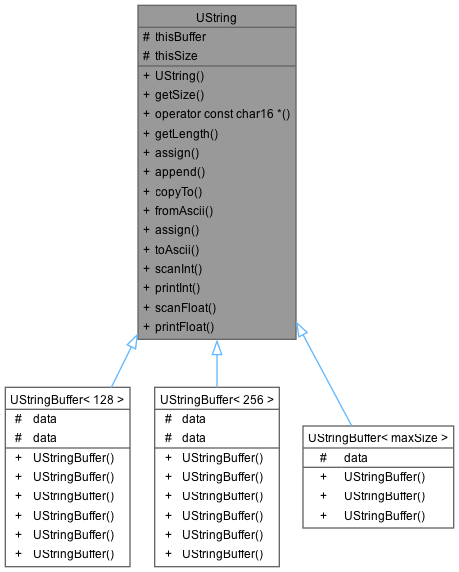 UString
# thisBuffer
# thisSize
+ UString()
+ getSize()
+ operator const char16 *()
+ getLength()
+ assign()
+ append()
+ copyTo()
+ fromAscii()
+ assign()
+ toAscii()
+ scanInt()
+ printInt()
+ scanFloat()
+ printFloat()
UStringBuffer< 128 >
# data
# data
+ UStringBuffer()
+ UStringBuffer()
+ UStringBuffer()
+ UStringBuffer()
+ UStringBuffer()
+ UStringBuffer()
UStringBuffer< 256 >
# data
# data
+ UStringBuffer()
+ UStringBuffer()
+ UStringBuffer()
+ UStringBuffer()
+ UStringBuffer()
+ UStringBuffer()
UStringBuffer< maxSize >
# data
+ UStringBuffer()
+ UStringBuffer()
+ UStringBuffer()